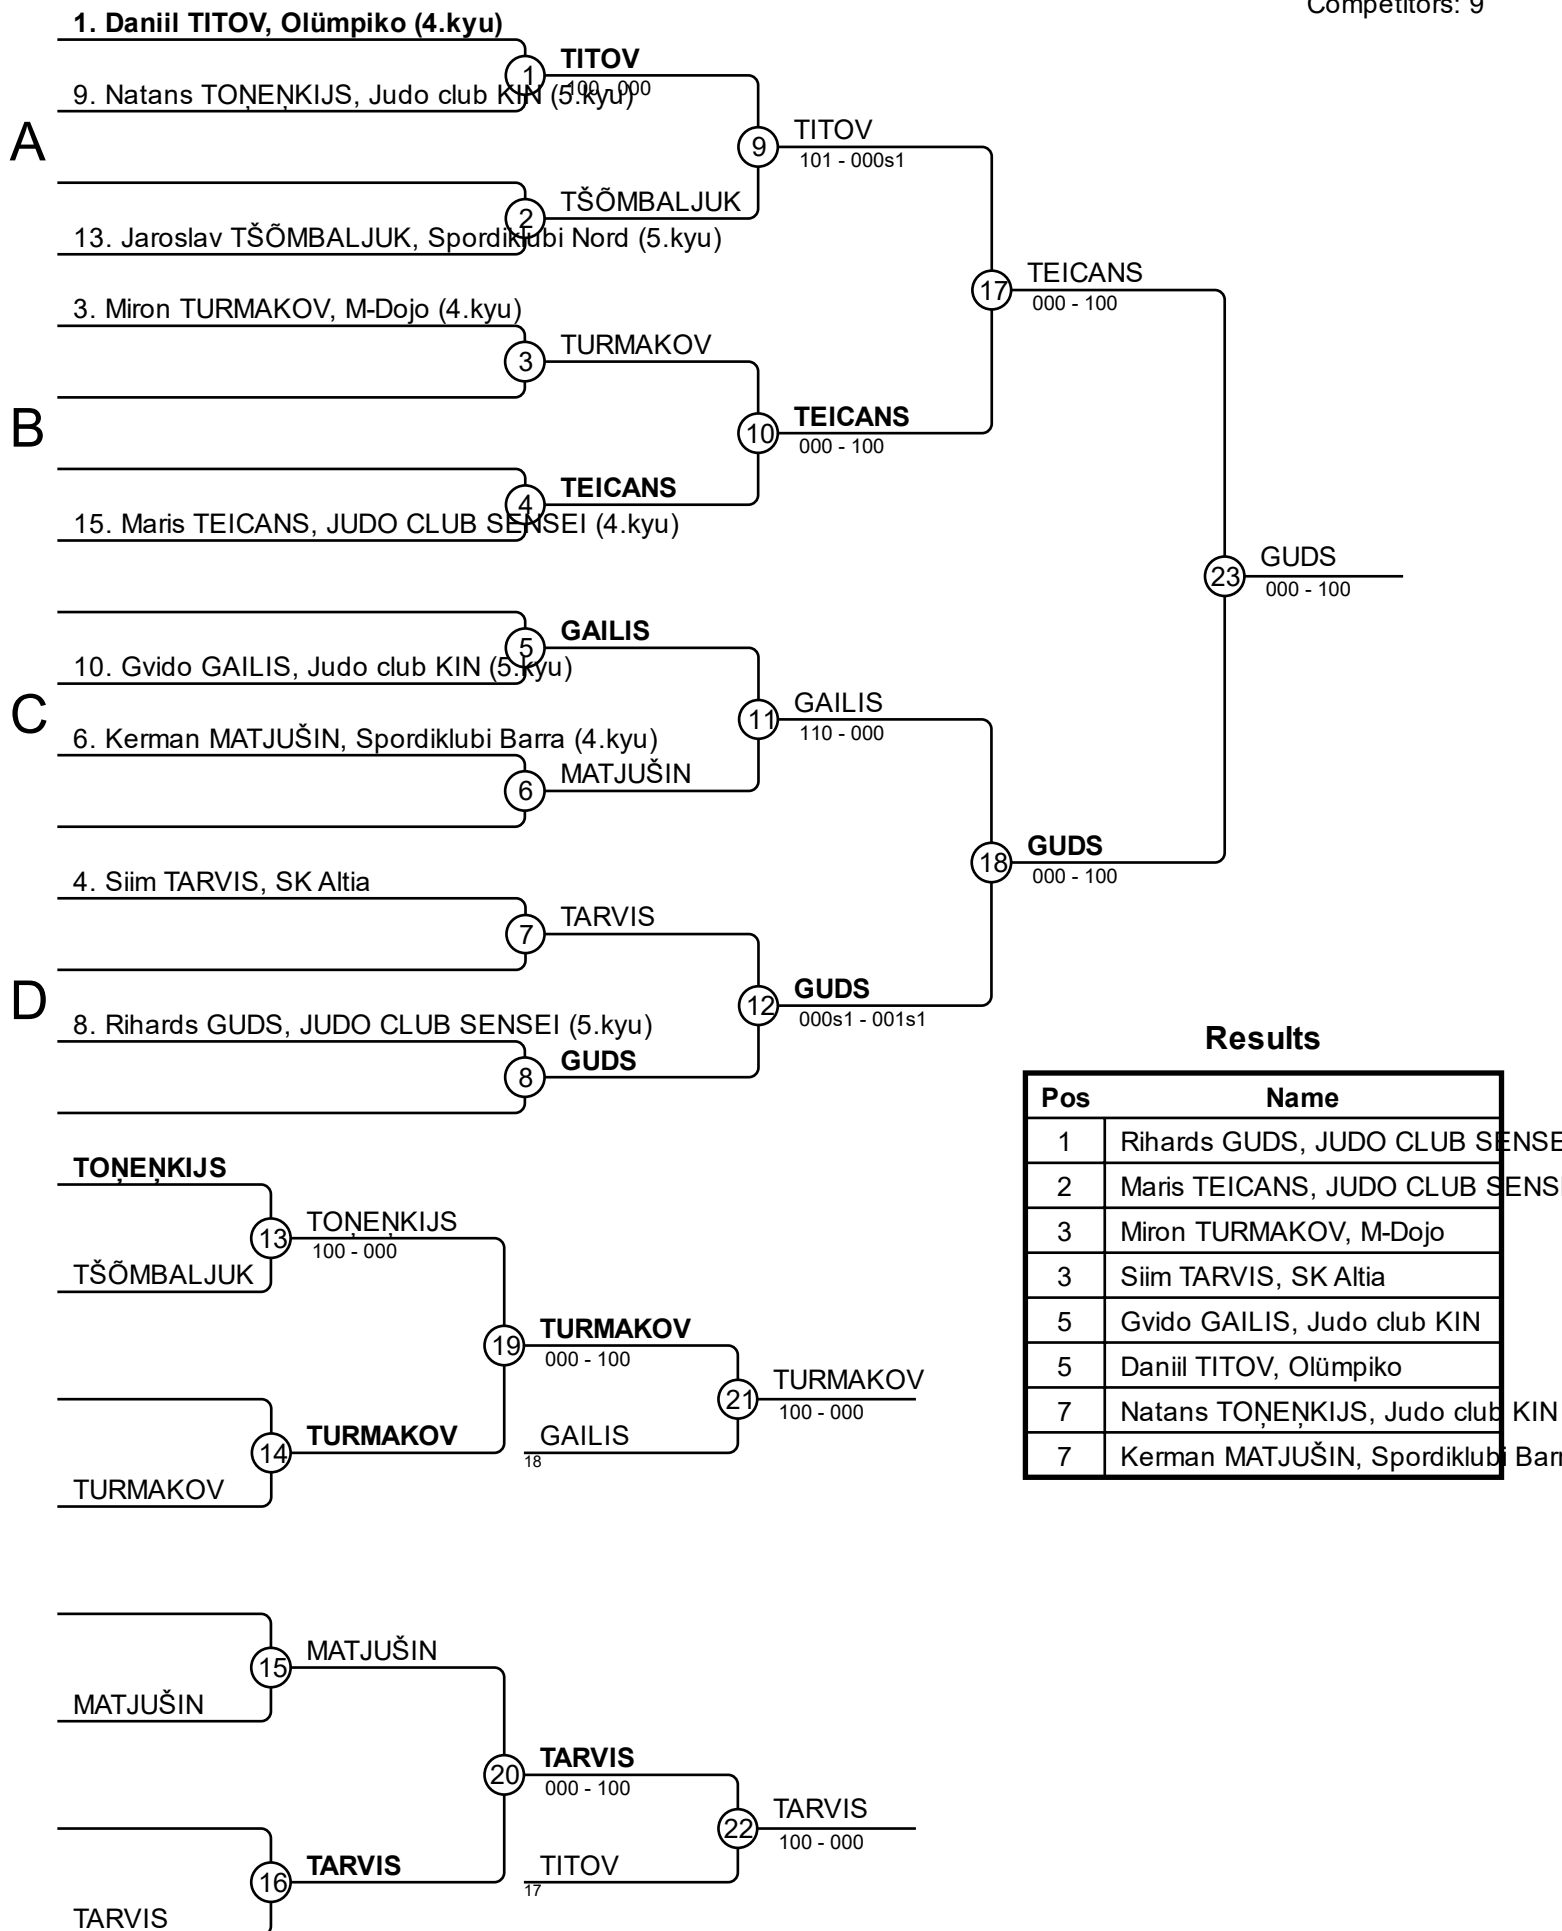 Competitors: 9
1. Daniil TITOV, Olümpiko (4.kyu)
1
TITOV
100 - 000
9. Natans TOŅEŅKIJS, Judo club KIN (5.kyu)
A
9
TITOV
101 - 000s1
2
TŠÕMBALJUK
13. Jaroslav TŠÕMBALJUK, Spordiklubi Nord (5.kyu)
17
TEICANS
000 - 100
3. Miron TURMAKOV, M-Dojo (4.kyu)
3
TURMAKOV
B
10
TEICANS
000 - 100
4
TEICANS
15. Maris TEICANS, JUDO CLUB SENSEI (4.kyu)
23
GUDS
000 - 100
5
GAILIS
10. Gvido GAILIS, Judo club KIN (5.kyu)
C
11
GAILIS
110 - 000
6. Kerman MATJUŠIN, Spordiklubi Barra (4.kyu)
6
MATJUŠIN
18
GUDS
000 - 100
4. Siim TARVIS, SK Altia
7
TARVIS
D
12
GUDS
000s1 - 001s1
8. Rihards GUDS, JUDO CLUB SENSEI (5.kyu)
8
GUDS
TOŅEŅKIJS
13
TOŅEŅKIJS
100 - 000
TŠÕMBALJUK
19
TURMAKOV
000 - 100
21
TURMAKOV
100 - 000
14
TURMAKOV
GAILIS
18
TURMAKOV
15
MATJUŠIN
MATJUŠIN
20
TARVIS
000 - 100
22
TARVIS
100 - 000
16
TARVIS
TITOV
17
TARVIS
Results
Pos Name
1 Rihards GUDS, JUDO CLUB SENSE
2 Maris TEICANS, JUDO CLUB SENS
3 Miron TURMAKOV, M-Dojo
3 Siim TARVIS, SK Altia
5 Gvido GAILIS, Judo club KIN
5 Daniil TITOV, Olümpiko
7 Natans TOŅEŅKIJS, Judo club KIN
7 Kerman MATJUŠIN, Spordiklubi Barr